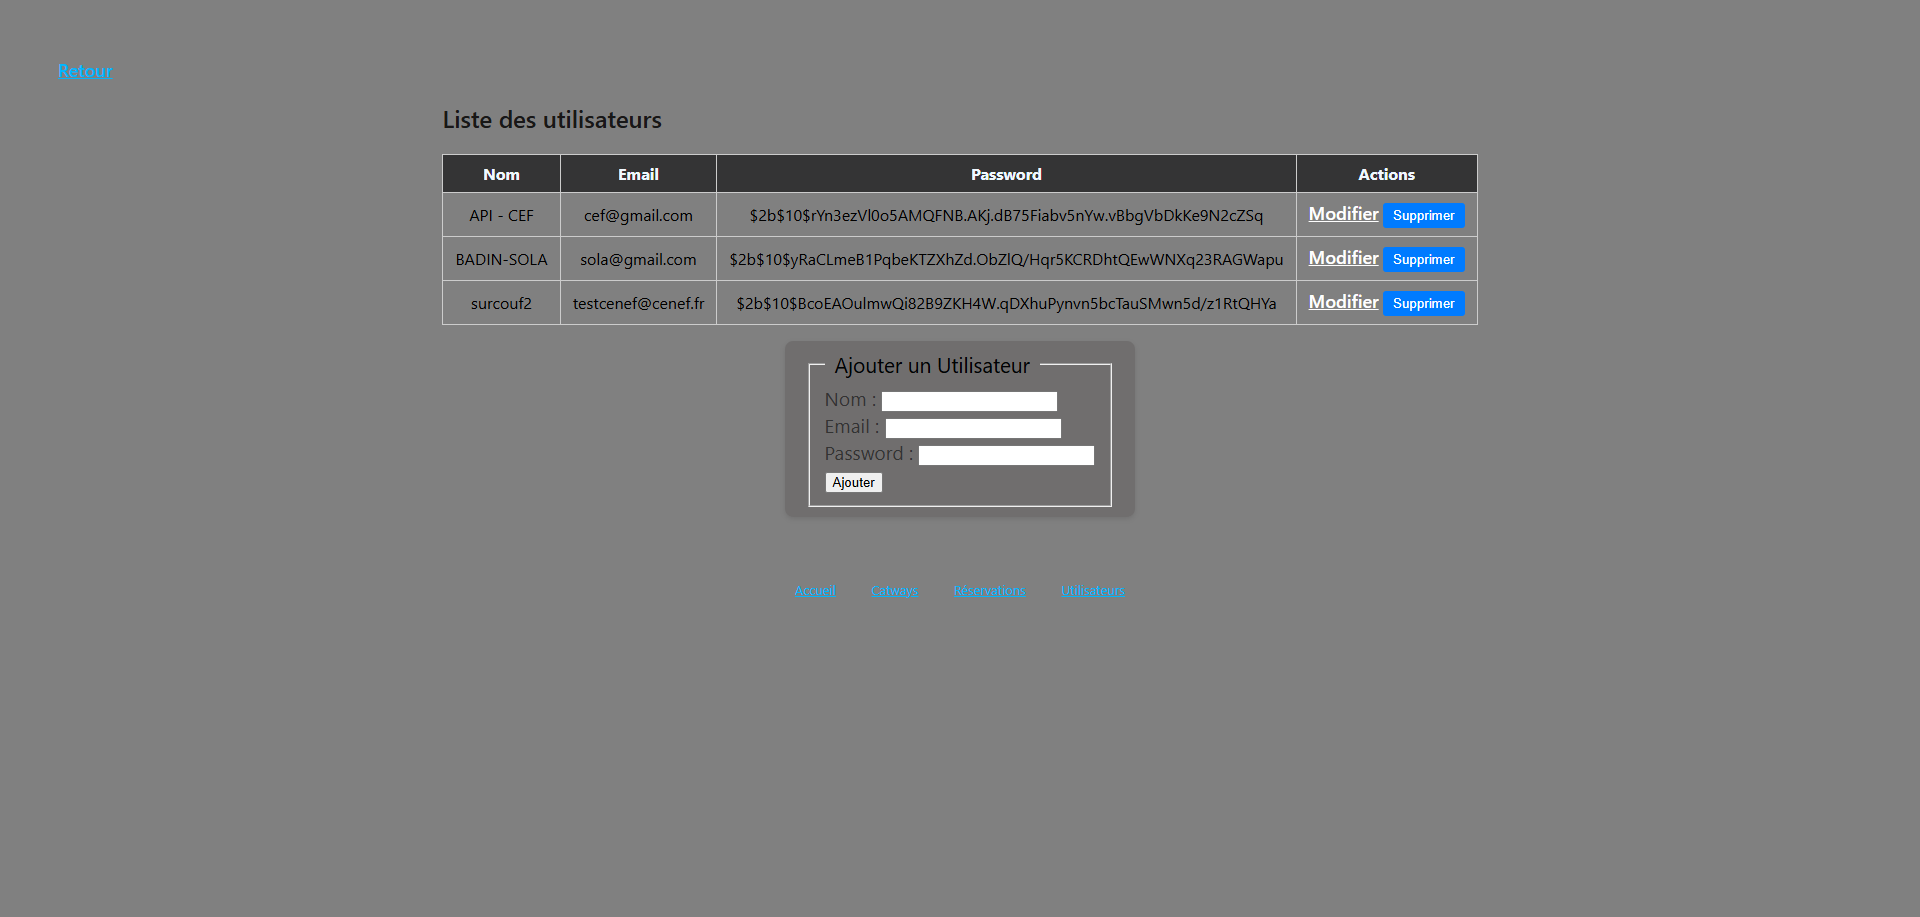 Retour
Liste des utilisateurs
Nom Email Password Actions
API - CEF cef@gmail.com $2b$10$rYn3ezVl0o5AMQFNB.AKj.dB75Fiabv5nYw.vBbgVbDkKe9N2cZSq Modifier Supprimer
BADIN-SOLA sola@gmail.com $2b$10$yRaCLmeB1PqbeKTZXhZd.ObZlQ/Hqr5KCRDhtQEwWNXq23RAGWapu Modifier Supprimer
surcouf2 testcenef@cenef.fr $2b$10$BcoEAOulmwQi82B9ZKH4W.qDXhuPynvn5bcTauSMwn5d/z1RtQHYa Modifier Supprimer
Ajouter un Utilisateur
Nom :
Email :
Password :
Ajouter
Accueil Catways Réservations Utilisateurs